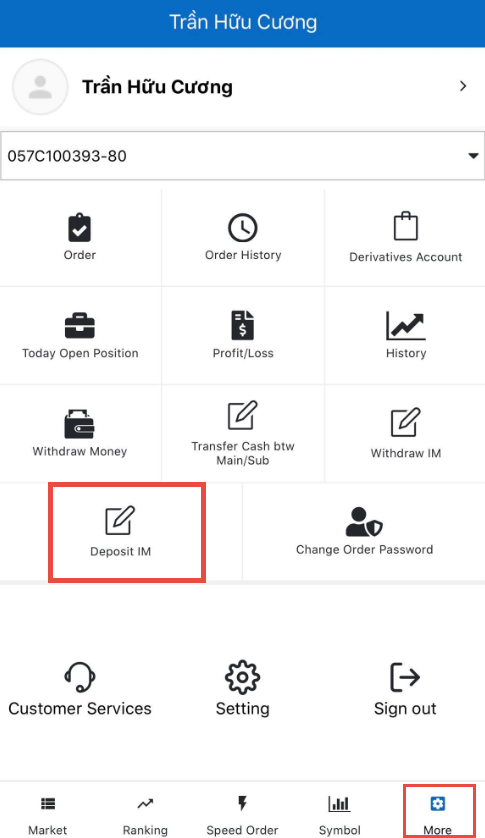 Trần Hữu Cương
Trần Hữu Cương
057C100393-80
Order
Order History
Derivatives Account
Today Open Position
Profit/Loss
History
Withdraw Money
Transfer Cash btw
Main/Sub
Withdraw IM
Deposit IM
Change Order Password
Customer Services
Setting
Sign out
Market
Ranking
Speed Order
Symbol
More